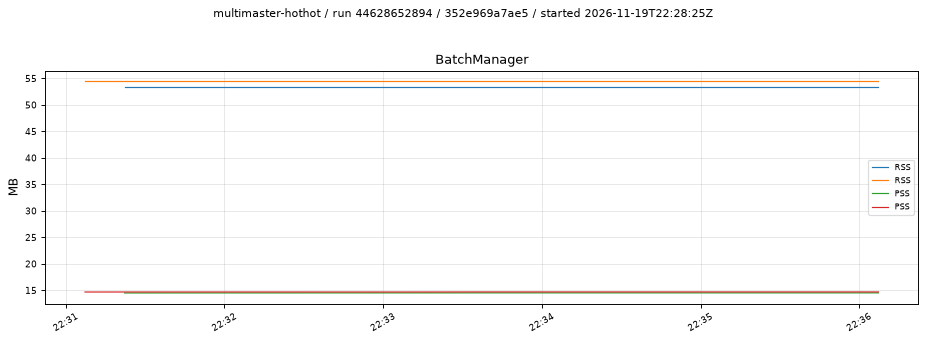 multimaster-hothot / run 44628652894 / 352e969a7ae5 / started 2026-11-19T22:28:25Z
BatchManager
55
50
45
40
35
30
25
20
15
MB
RSS
RSS
PSS
PSS
22:31
22:32
22:33
22:34
22:35
22:36